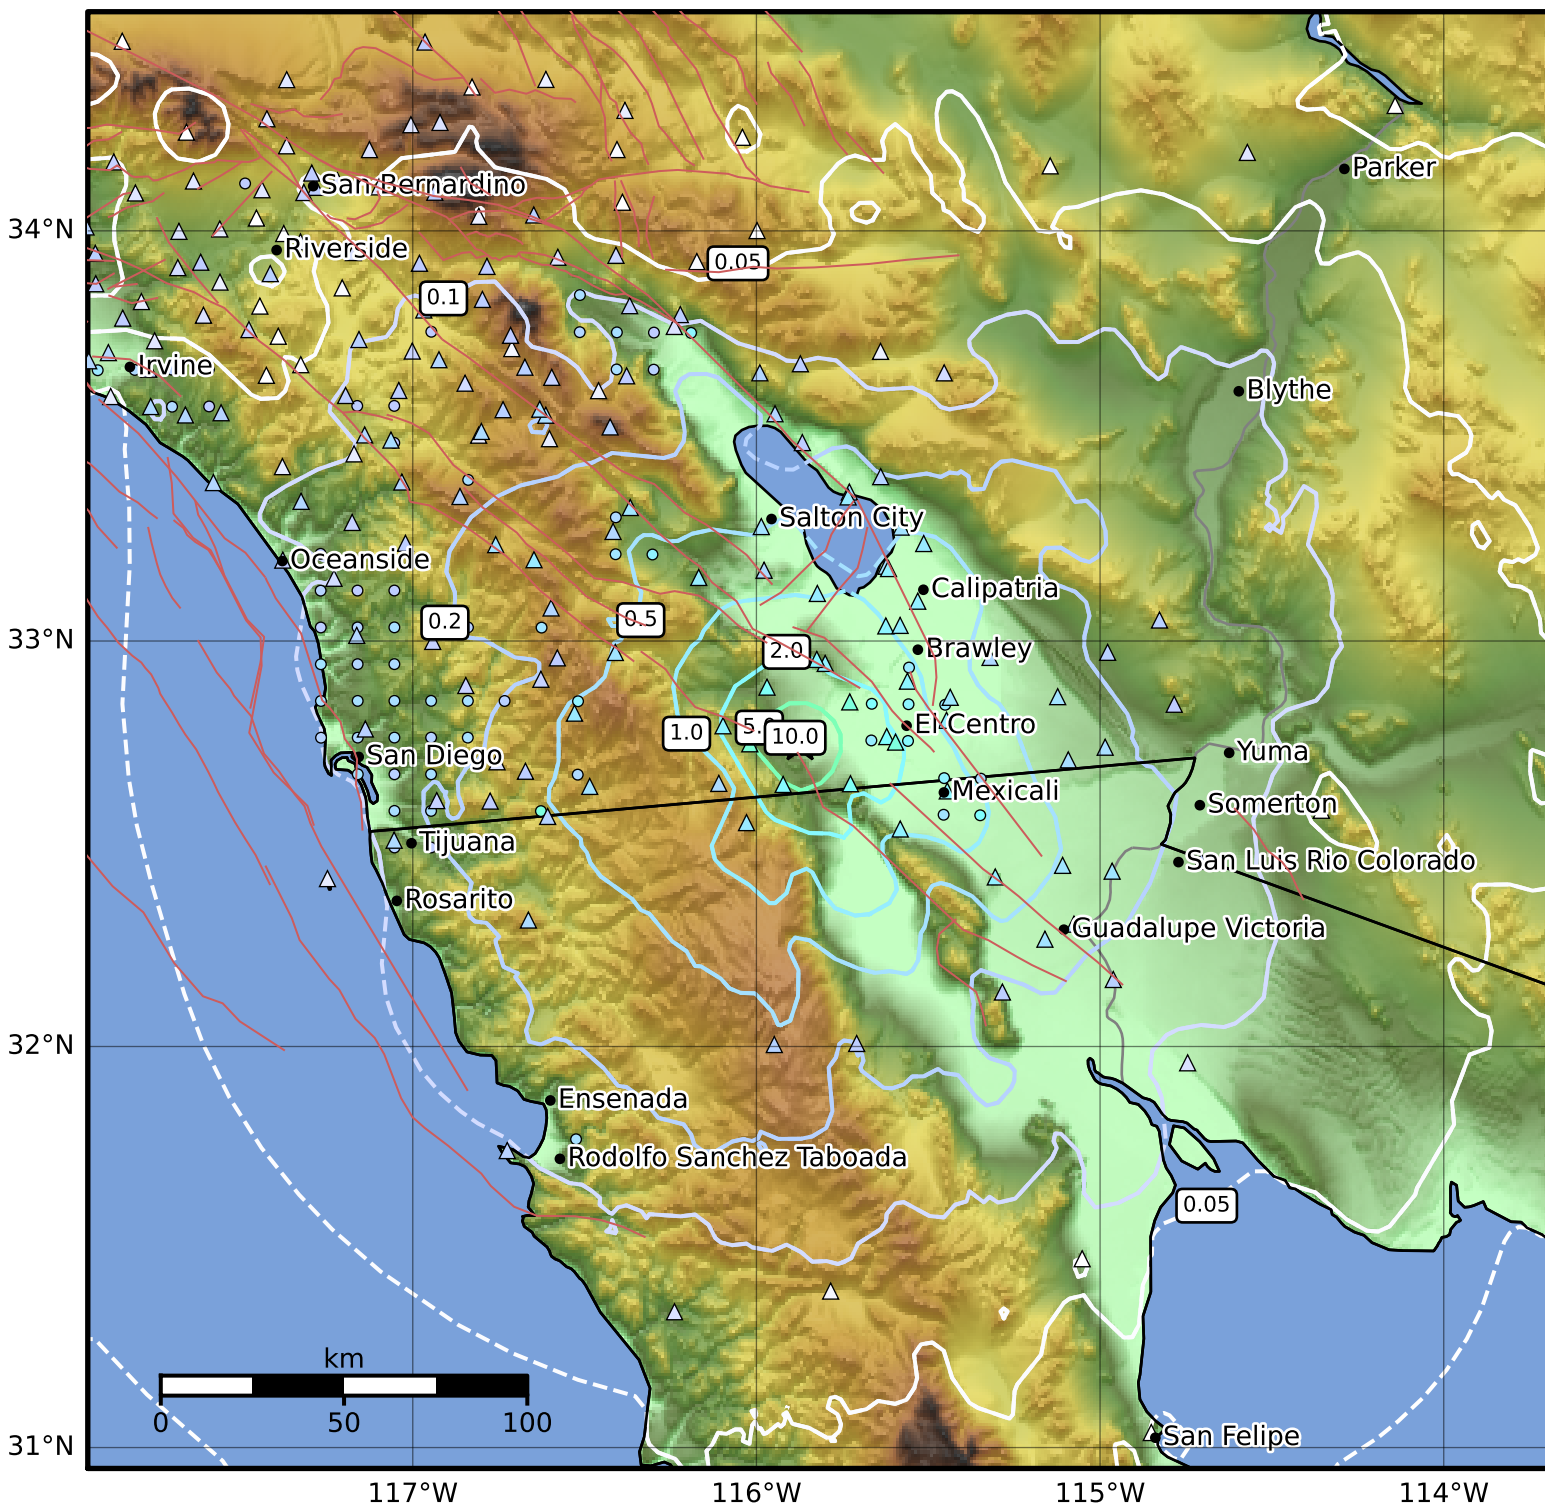 Parker
San Bernardino
34°N
Riverside
0.05
0.1
Irvine
Blythe
Salton City
Oceanside
Calipatria
0.5
0.2
33°N
Brawley
2.0
El Centro
5.
10.0
1.0
San Diego
Yuma
Mexicali
Somerton
Tijuana
San Luis Rio Colorado
Rosarito
Guadalupe Victoria
32°N
Ensenada
Rodolfo Sanchez Taboada
0.05
km
0 50 100
San Felipe
31°N
117°W 116°W 115°W 114°W